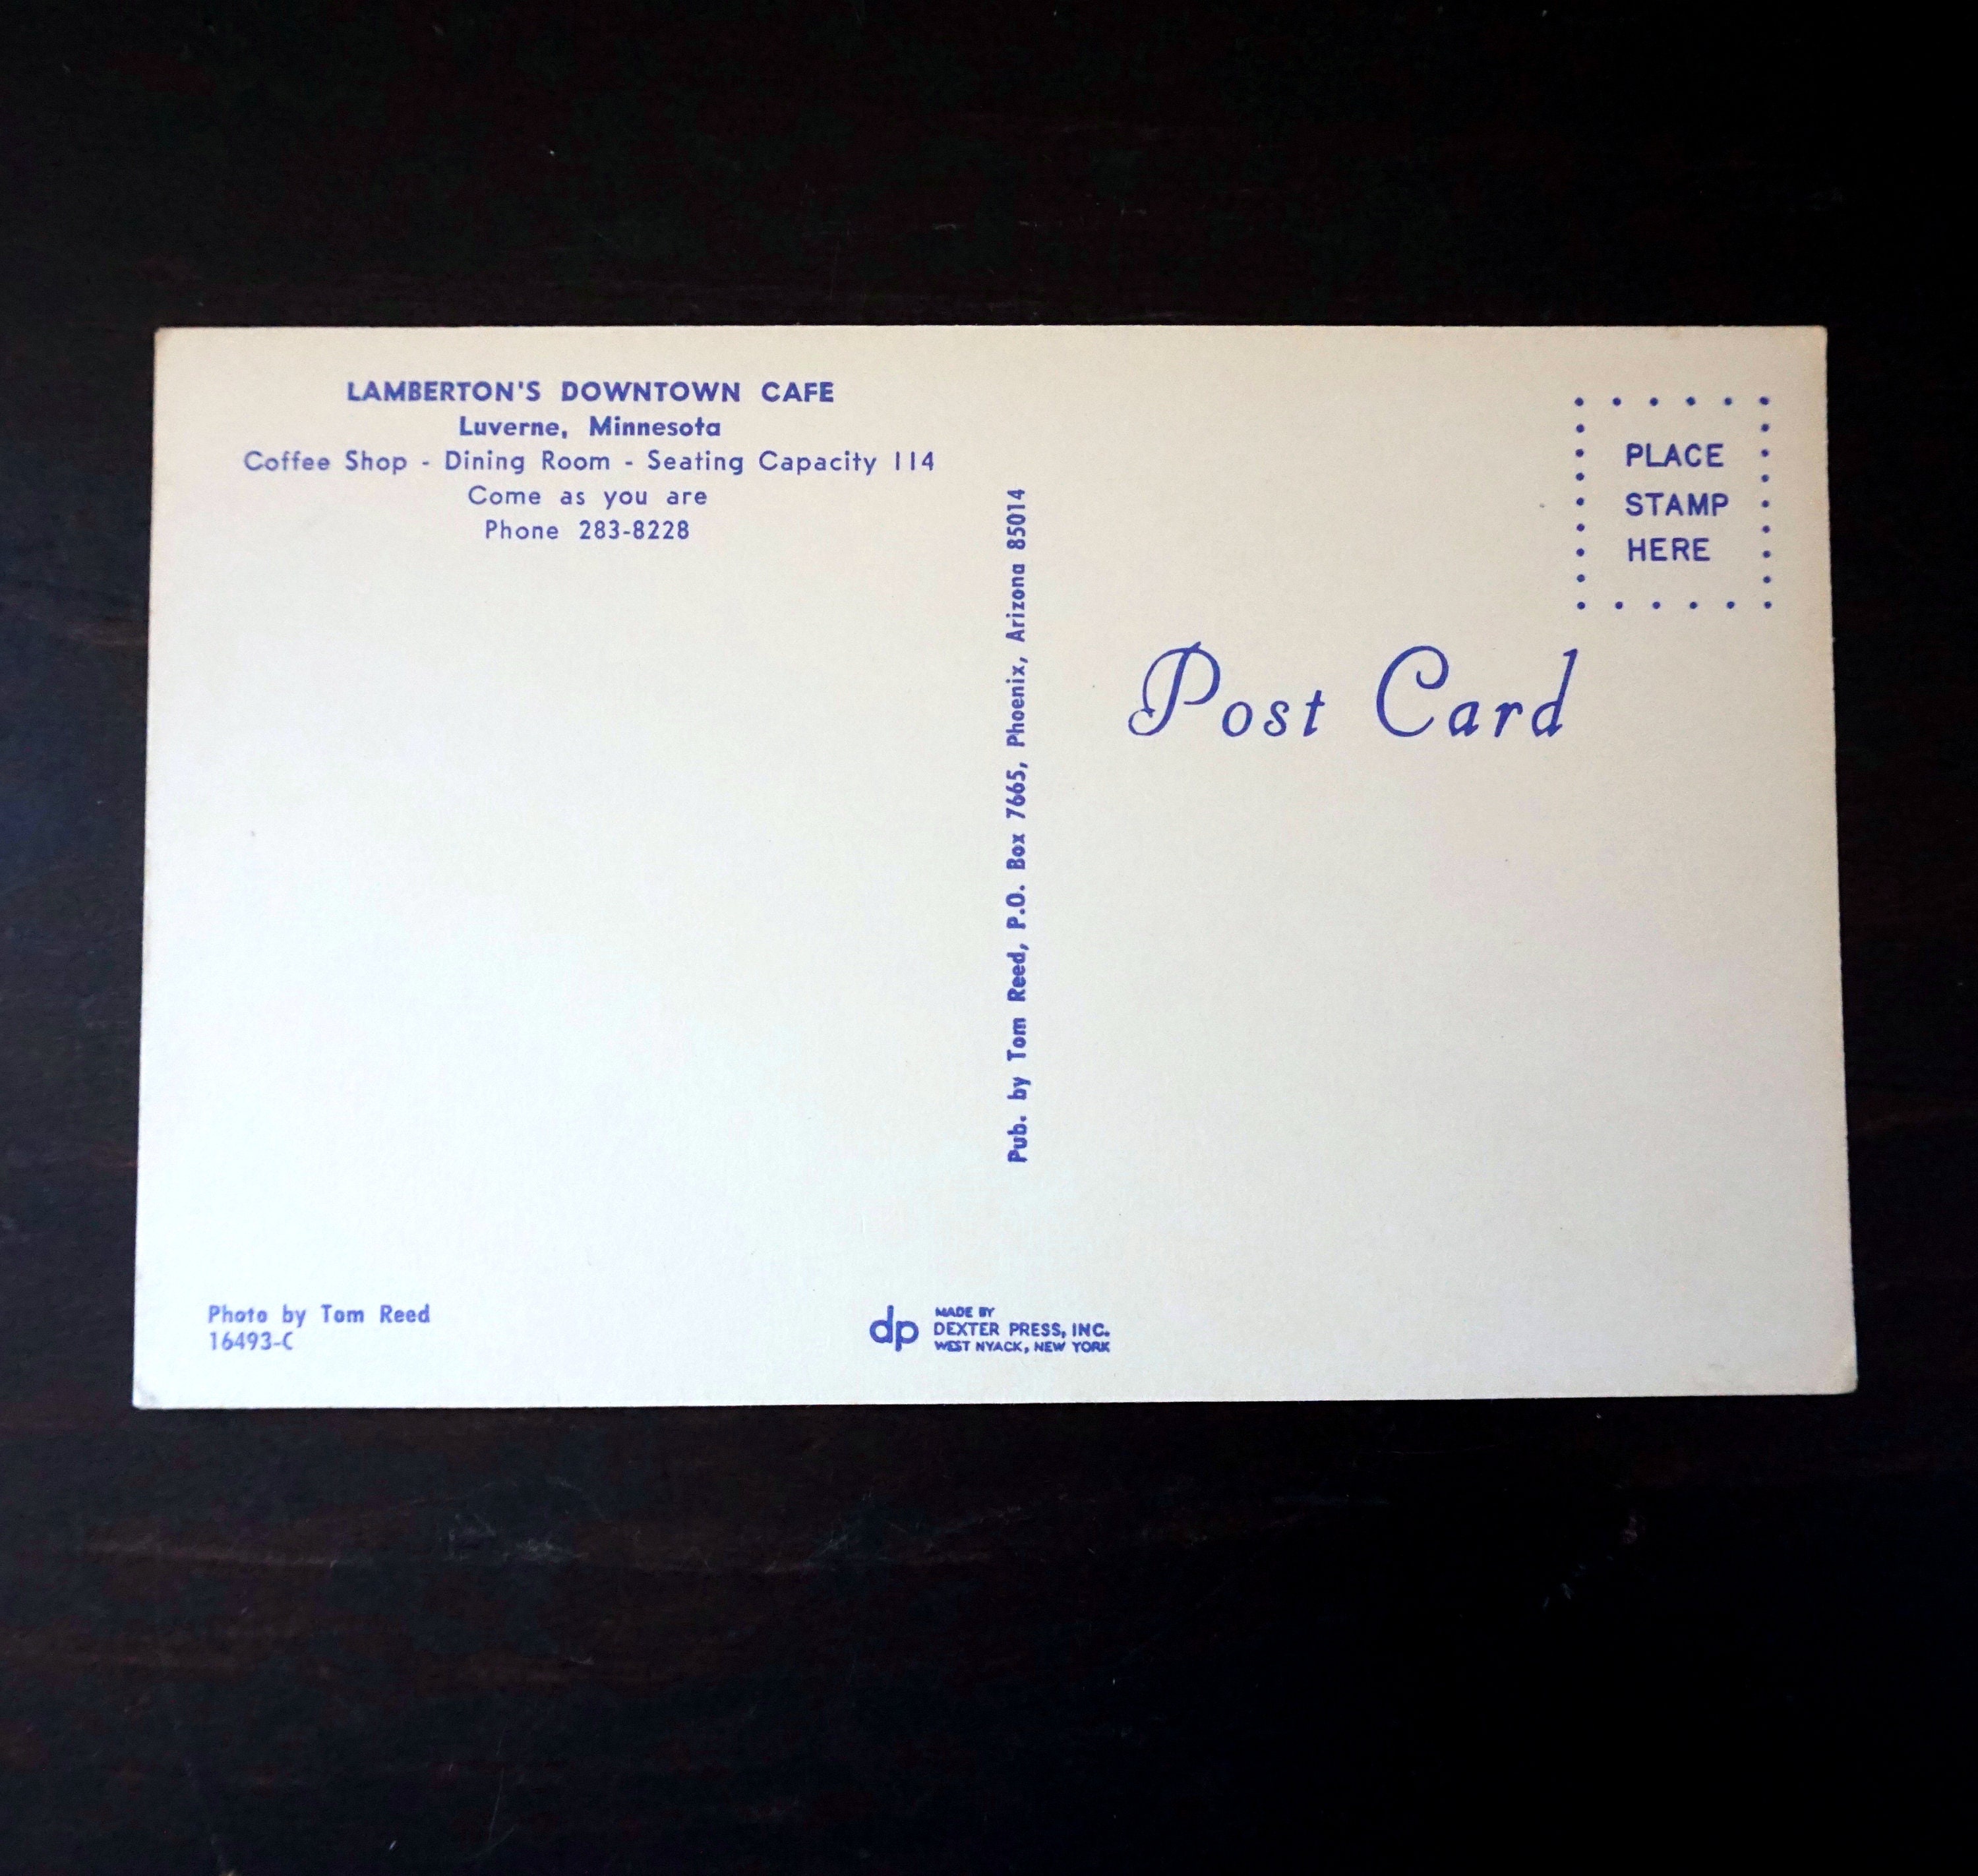 LAMBERTON'S DOWNTOWN CAFE
Luverne, Minnesota
Coffee Shop - Dining Room - Seating Capacity 114
Come as you are
Phone 283-8228
Pub. by Tom Reed, P.O. Box 7665, Phoenix, Arizona 85014
PLACE
STAMP
HERE
Post Card
Photo by Tom Reed
16493-C
dp
MADE BY
DEXTER PRESS, INC.
WEST NYACK, NEW YORK